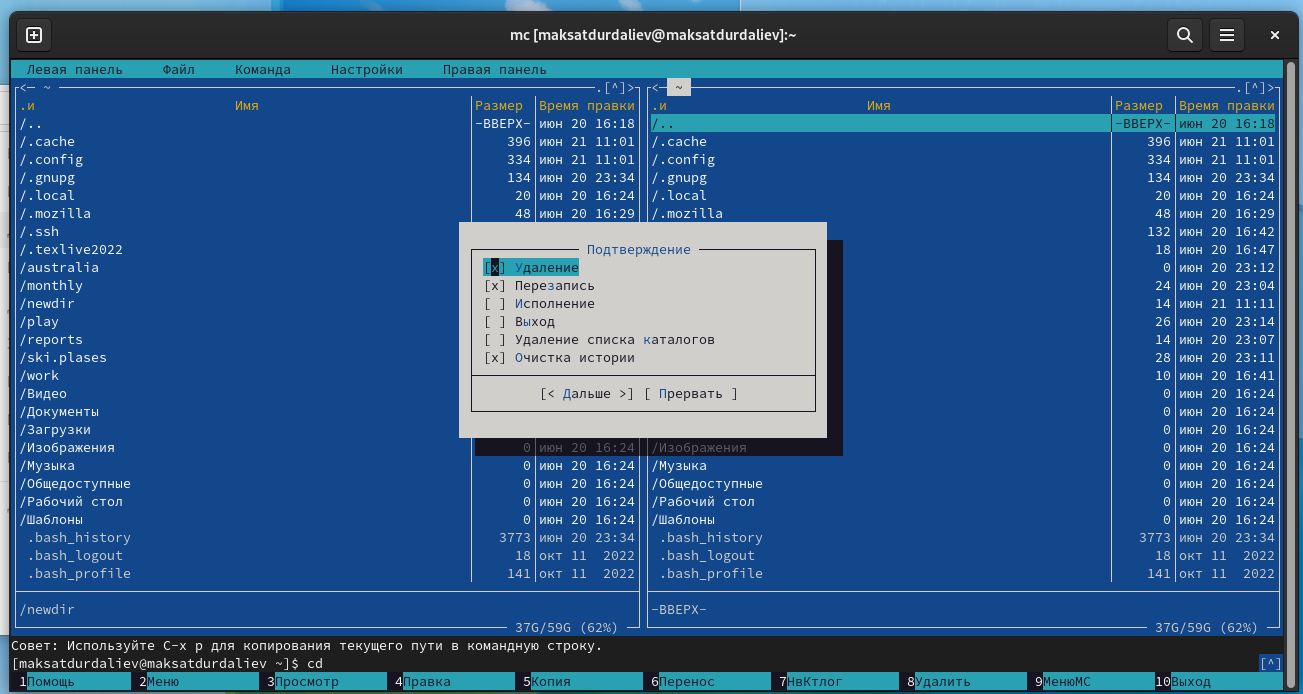 mc [maksatdurdaliev@maksatdurdaliev]:~
Левая панель Файл Команда Настройки Правая панель
<─ ~ .[^]> <─ ~ .[^]>
.и Имя Размер Время правки .и Имя Размер Время правки
/.. -ВВЕРХ- июн 20 16:18 /.. -ВВЕРХ- июн 20 16:18
/.cache 396 июн 21 11:01 /.cache 396 июн 21 11:01
/.config 334 июн 21 11:01 /.config 334 июн 21 11:01
/.gnupg 134 июн 20 23:34 /.gnupg 134 июн 20 23:34
/.local 20 июн 20 16:24 /.local 20 июн 20 16:24
/.mozilla 48 июн 20 16:29 /.mozilla 48 июн 20 16:29
/.ssh 132 июн 20 16:42
/.texlive2022 Подтверждение 18 июн 20 16:47
/australia [x] Удаление 0 июн 20 23:12
/monthly [x] Перезапись 24 июн 20 23:04
/newdir [ ] Исполнение 14 июн 21 11:11
/play [ ] Выход 26 июн 20 23:14
/reports [ ] Удаление списка каталогов 14 июн 20 23:07
/ski.plases [x] Очистка истории 28 июн 20 23:11
/work 10 июн 20 16:41
/Видео [< Дальше >] [ Прервать ] 0 июн 20 16:24
/Документы 0 июн 20 16:24
/Загрузки 0 июн 20 16:24
/Изображения 0 июн 20 16:24 /Изображения 0 июн 20 16:24
/Музыка 0 июн 20 16:24 /Музыка 0 июн 20 16:24
/Общедоступные 0 июн 20 16:24 /Общедоступные 0 июн 20 16:24
/Рабочий стол 0 июн 20 16:24 /Рабочий стол 0 июн 20 16:24
/Шаблоны 0 июн 20 16:24 /Шаблоны 0 июн 20 16:24
.bash_history 3773 июн 20 23:34 .bash_history 3773 июн 20 23:34
.bash_logout 18 окт 11 2022 .bash_logout 18 окт 11 2022
.bash_profile 141 окт 11 2022 .bash_profile 141 окт 11 2022
/newdir -ВВЕРХ-
37G/59G (62%) 37G/59G (62%)
Совет: Используйте C-x p для копирования текущего пути в командную строку.
[maksatdurdaliev@maksatdurdaliev ~]$ cd [^]
1Помощь 2Меню 3Просмотр 4Правка 5Копия 6Перенос 7НвКтлог 8Удалить 9МенюМС 10Выход